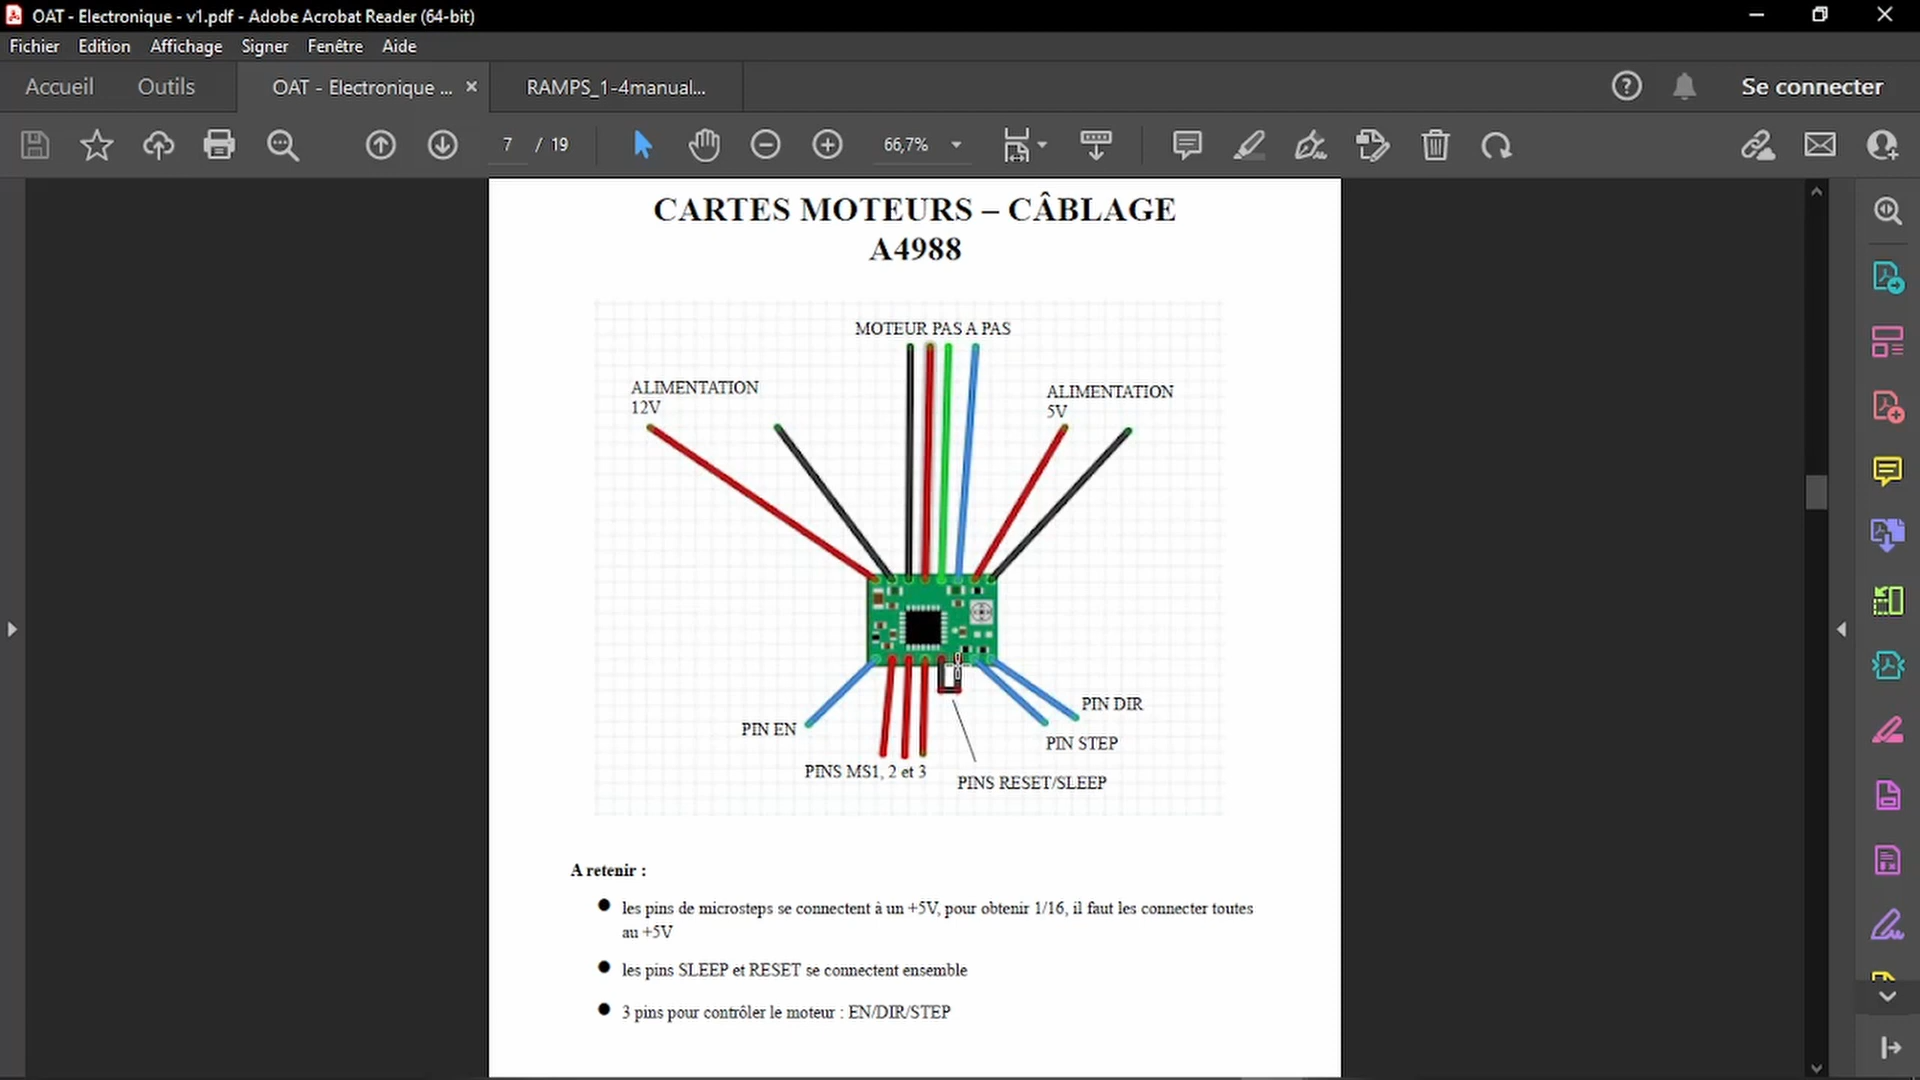 OAT - Electronique - v1.pdf - Adobe Acrobat Reader (64-bit)
Fichier Edition Affichage Signer Fenêtre Aide
Accueil Outils OAT - Electronique ... × RAMPS_1-4manual... Se connecter
7 / 19 66,7%
CARTES MOTEURS – CÂBLAGE
A4988
MOTEUR PAS A PAS
ALIMENTATION
12V
ALIMENTATION
5V
PIN DIR
PIN EN
PIN STEP
PINS MS1, 2 et 3
PINS RESET/SLEEP
A retenir :
● les pins de microsteps se connectent à un +5V, pour obtenir 1/16, il faut les connecter toutes
au +5V
● les pins SLEEP et RESET se connectent ensemble
● 3 pins pour contrôler le moteur : EN/DIR/STEP